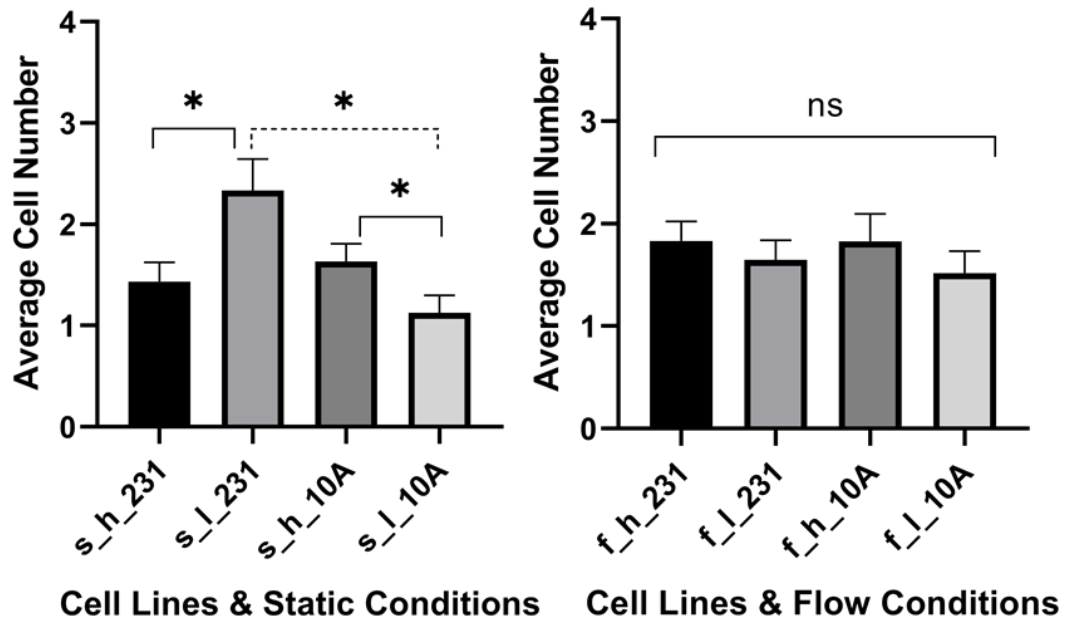 Average Cell Number
4
3
2
1
0
*
*
*
s_h_231
s_l_231
s_h_10A
s_l_10A
Cell Lines & Static Conditions
Average Cell Number
4
3
2
1
0
ns
f_h_231
f_l_231
f_h_10A
f_l_10A
Cell Lines & Flow Conditions